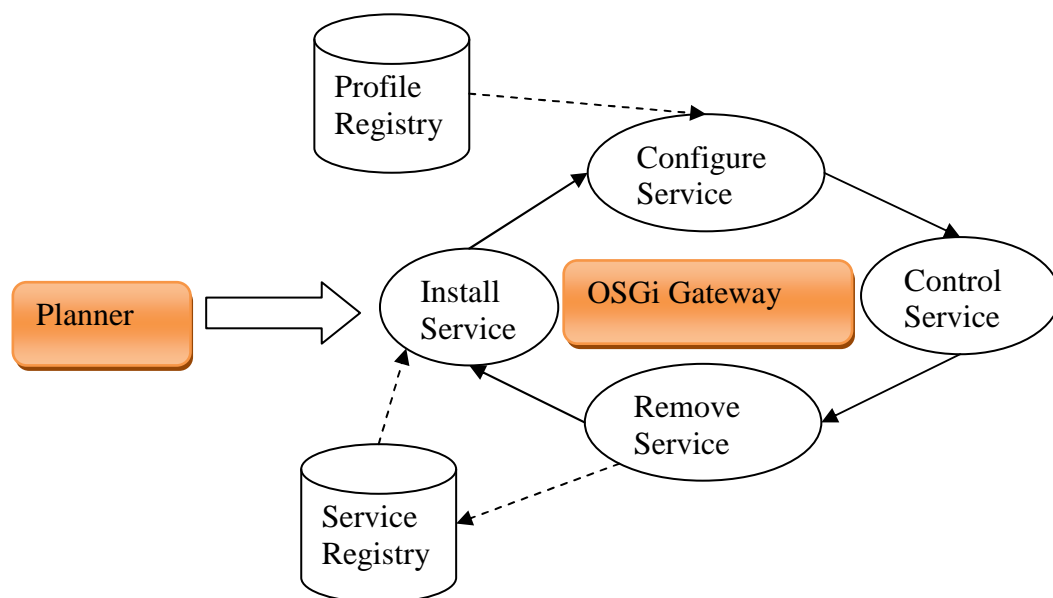 Profile
Registry
Configure
Service
Install
Service
OSGi Gateway
Control
Service
Planner
Remove
Service
Service
Registry